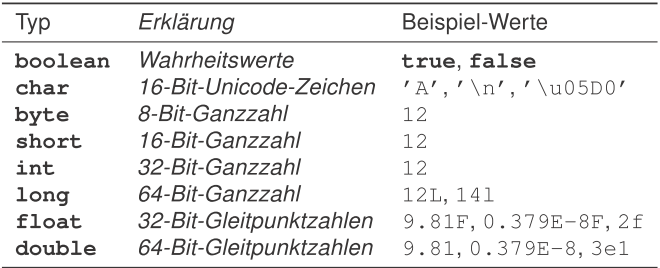 Typ Erklärung Beispiel-Werte
boolean Wahrheitswerte true, false
char 16-Bit-Unicode-Zeichen 'A', '\n', '\u05D0'
byte 8-Bit-Ganzzahl 12
short 16-Bit-Ganzzahl 12
int 32-Bit-Ganzzahl 12
long 64-Bit-Ganzzahl 12L, 14l
float 32-Bit-Gleitpunktzahlen 9.81F, 0.379E-8F, 2f
double 64-Bit-Gleitpunktzahlen 9.81, 0.379E-8, 3e1